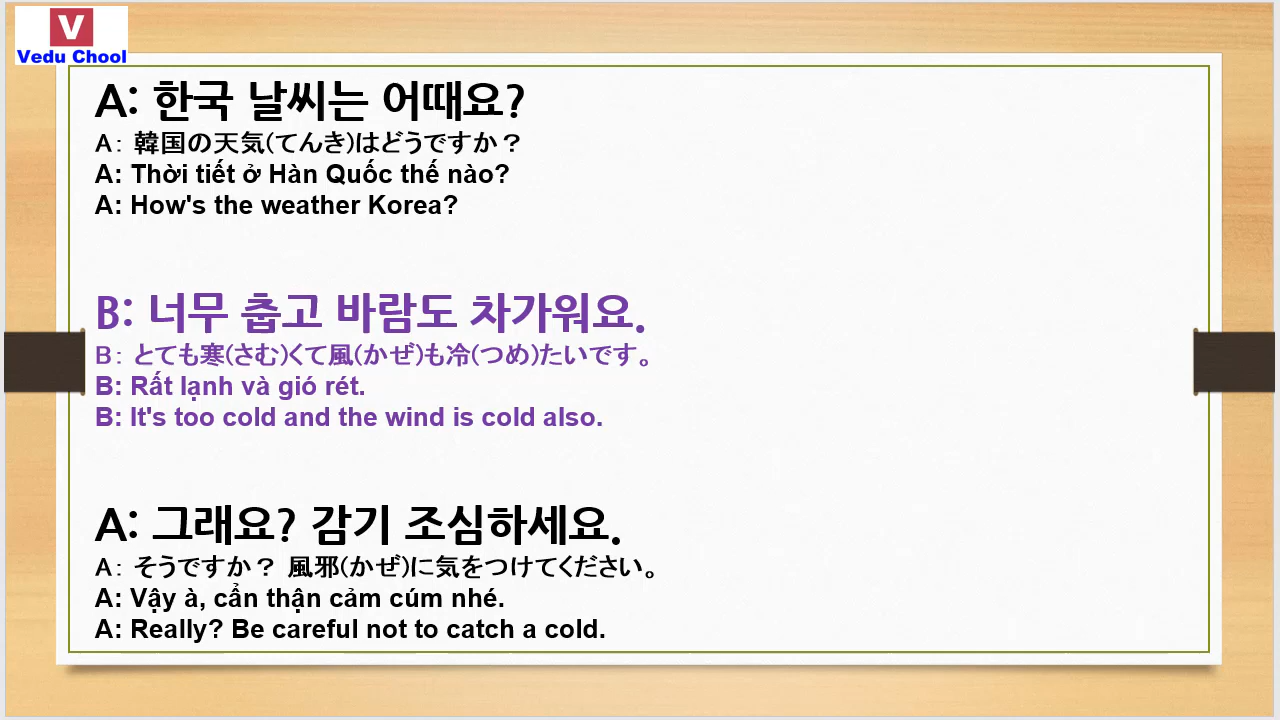 V
Vedu Chool
A: 한국 날씨는 어때요?
A： 韓国の天気(てんき)はどうですか？
A: Thời tiết ở Hàn Quốc thế nào?
A: How's the weather Korea?
B: 너무 춥고 바람도 차가워요.
B： とても寒(さむ)くて風(かぜ)も冷(つめ)たいです。
B: Rất lạnh và gió rét.
B: It's too cold and the wind is cold also.
A: 그래요? 감기 조심하세요.
A： そうですか？ 風邪(かぜ)に気をつけてください。
A: Vậy à, cẩn thận cảm cúm nhé.
A: Really? Be careful not to catch a cold.